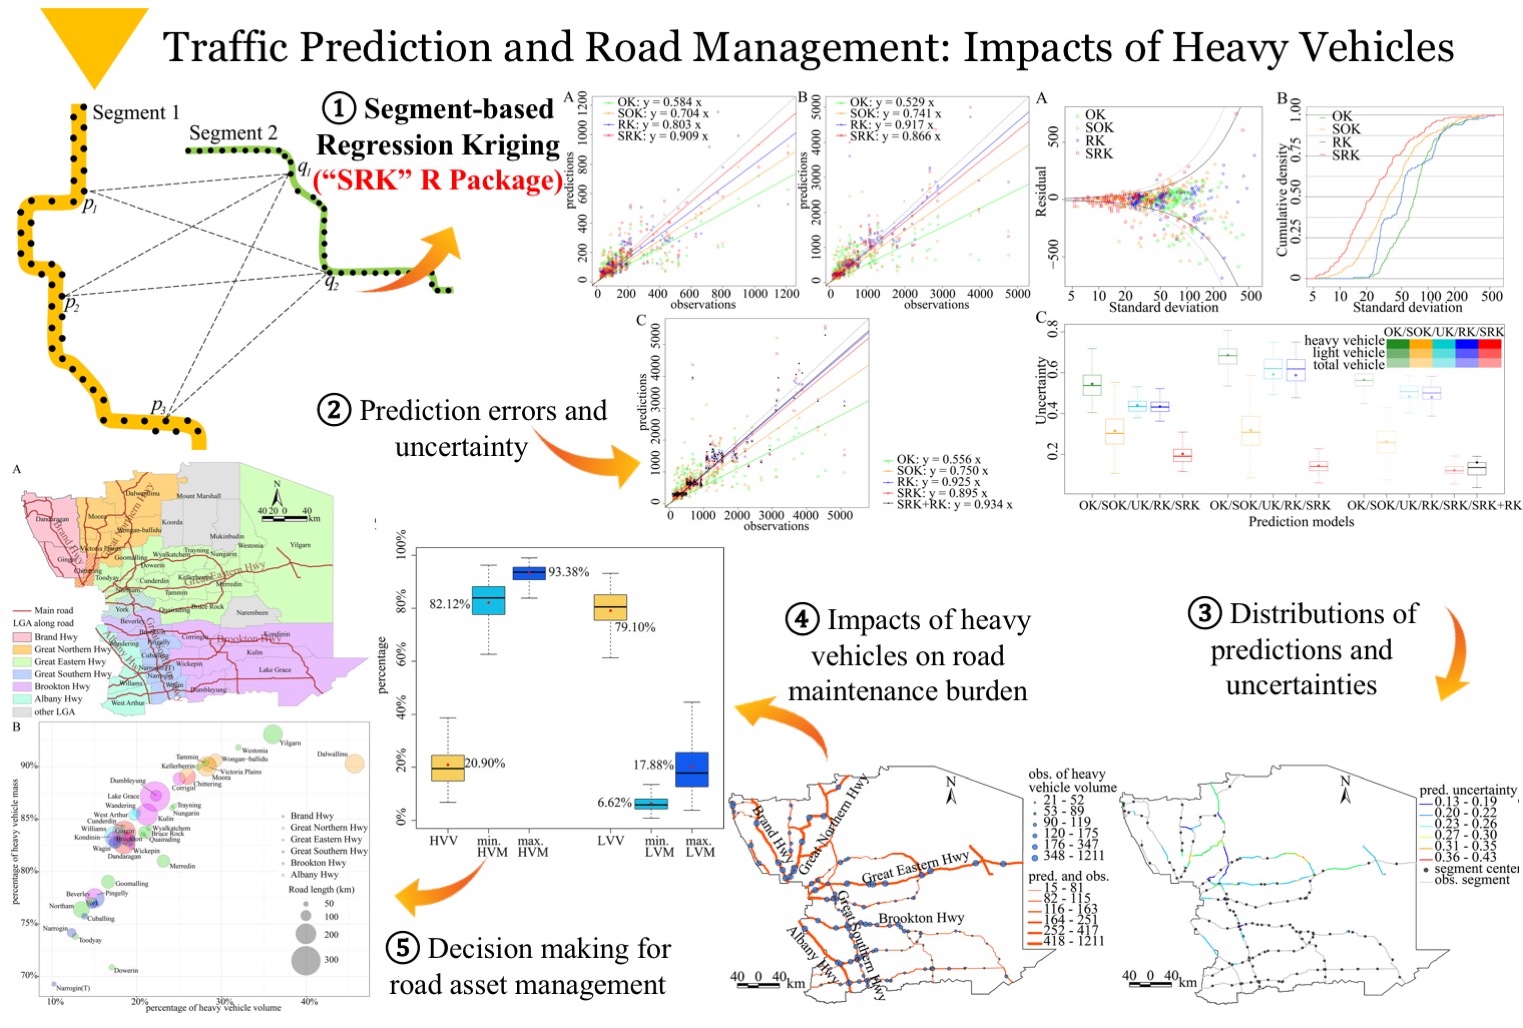 Traffic Prediction and Road Management: Impacts of Heavy Vehicles
Segment 1
Segment 2
q1
q2
p1
p2
p3
① Segment-based
Regression Kriging
(“SRK” R Package)
A
OK: y = 0.584 x
SOK: y = 0.704 x
RK: y = 0.803 x
SRK: y = 0.909 x
predictions
200 400 600 800 1000 1200
0 200 400 600 800 1000 1200
observations
B
OK: y = 0.529 x
SOK: y = 0.741 x
RK: y = 0.917 x
SRK: y = 0.866 x
predictions
0 1000 2000 3000 4000 5000
0 1000 2000 3000 4000 5000
observations
C
predictions
0 1000 2000 3000 4000 5000
0 1000 2000 3000 4000 5000
observations
OK: y = 0.556 x
SOK: y = 0.750 x
RK: y = 0.925 x
SRK: y = 0.895 x
SRK+RK: y = 0.934 x
A
OK
SOK
RK
SRK
Residual
500
0
−500
5 10 20 50 100 200 500
Standard deviation
B
OK
SOK
RK
SRK
Cumulative density
0 0.25 0.50 0.75 1.00
5 10 20 50 100 200 500
Standard deviation
C
OK/SOK/UK/RK/SRK
heavy vehicle
light vehicle
total vehicle
Uncertainty
0.8
0.6
0.4
0.2
OK/SOK/UK/RK/SRK OK/SOK/UK/RK/SRK OK/SOK/UK/RK/SRK/SRK+RK
Prediction models
② Prediction errors and
uncertainty
③ Distributions of
predictions and
uncertainties
④ Impacts of heavy
vehicles on road
maintenance burden
⑤ Decision making for
road asset management
A
N
40 20 0 40
km
Dalwallinu
Mount Marshall
Dandaragan
Moora
Koorda
Wongan-ballidu
Mukinbudin
Victoria Plains
Gingin
Chittering
Goomalling
Wyalkatchem
Trayning
Nungarin
Westonia
Yilgarn
Dowerin
Toodyay
Cunderdin
Kellerberrin
Merredin
Great Eastern Hwy
Northam
Tammin
York
Quairading
Bruce Rock
Narembeen
Beverley
Brookton
Corrigin
Brookton Hwy
Kondinin
Pingelly
Wandering
Cuballing
Kulin
Narrogin(T)
Wickepin
Narrogin
Lake Grace
Williams
Wagin
Dumbleyung
West Arthur
Brand Hwy
Great Northern Hwy
Albany Hwy
Main road
LGA along road
Brand Hwy
Great Northern Hwy
Great Eastern Hwy
Great Southern Hwy
Brookton Hwy
Albany Hwy
other LGA
B
percentage of heavy vehicle mass
90%
85%
80%
75%
70%
10% 20% 30% 40%
percentage of heavy vehicle volume
Yilgarn
Westonia
Dalwallinu
Tammin
Wongan−ballidu
Kellerberrin
Victoria Plains
Moora
Chittering
Corrigin
Dumbleyung
Lake Grace
Wandering
Trayning
Nungarin
West Arthur
Kulin
Cunderdin
Williams
Gingin
Wyalkatchem
Bruce Rock
Kondinin
Brookton
Quairading
Wagin
Wickepin
Dandaragan
Merredin
Goomalling
Beverley
Pingelly
York
Northam
Cuballing
Narrogin
Toodyay
Dowerin
Narrogin(T)
Brand Hwy
Great Northern Hwy
Great Eastern Hwy
Great Southern Hwy
Brookton Hwy
Albany Hwy
Road length (km)
50
100
200
300
percentage
100%
80%
60%
40%
20%
0%
20.90%
82.12%
93.38%
79.10%
6.62%
17.88%
HVV min. HVM max. HVM LVV min. LVM max. LVM
N
Brand Hwy
Great Northern Hwy
Great Eastern Hwy
Brookton Hwy
Great Southern Hwy
Albany Hwy
40 0 40 km
obs. of heavy
vehicle volume
21 - 52
53 - 89
90 - 119
120 - 175
176 - 347
348 - 1211
pred. and obs.
15 - 81
82 - 115
116 - 163
164 - 251
252 - 417
418 - 1211
N
40 0 40
km
pred. uncertainty
0.13 - 0.19
0.20 - 0.22
0.23 - 0.26
0.27 - 0.30
0.31 - 0.35
0.36 - 0.43
segment center
obs. segment